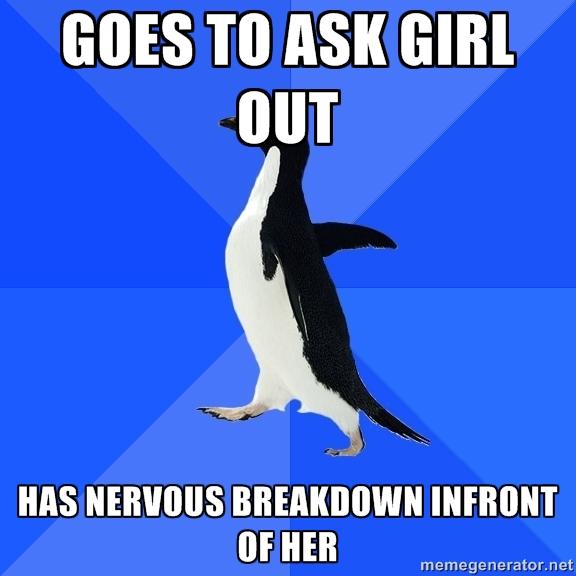 GOES TO ASK GIRL
OUT
HAS NERVOUS BREAKDOWN INFRONT
OF HER
memegenerator.net